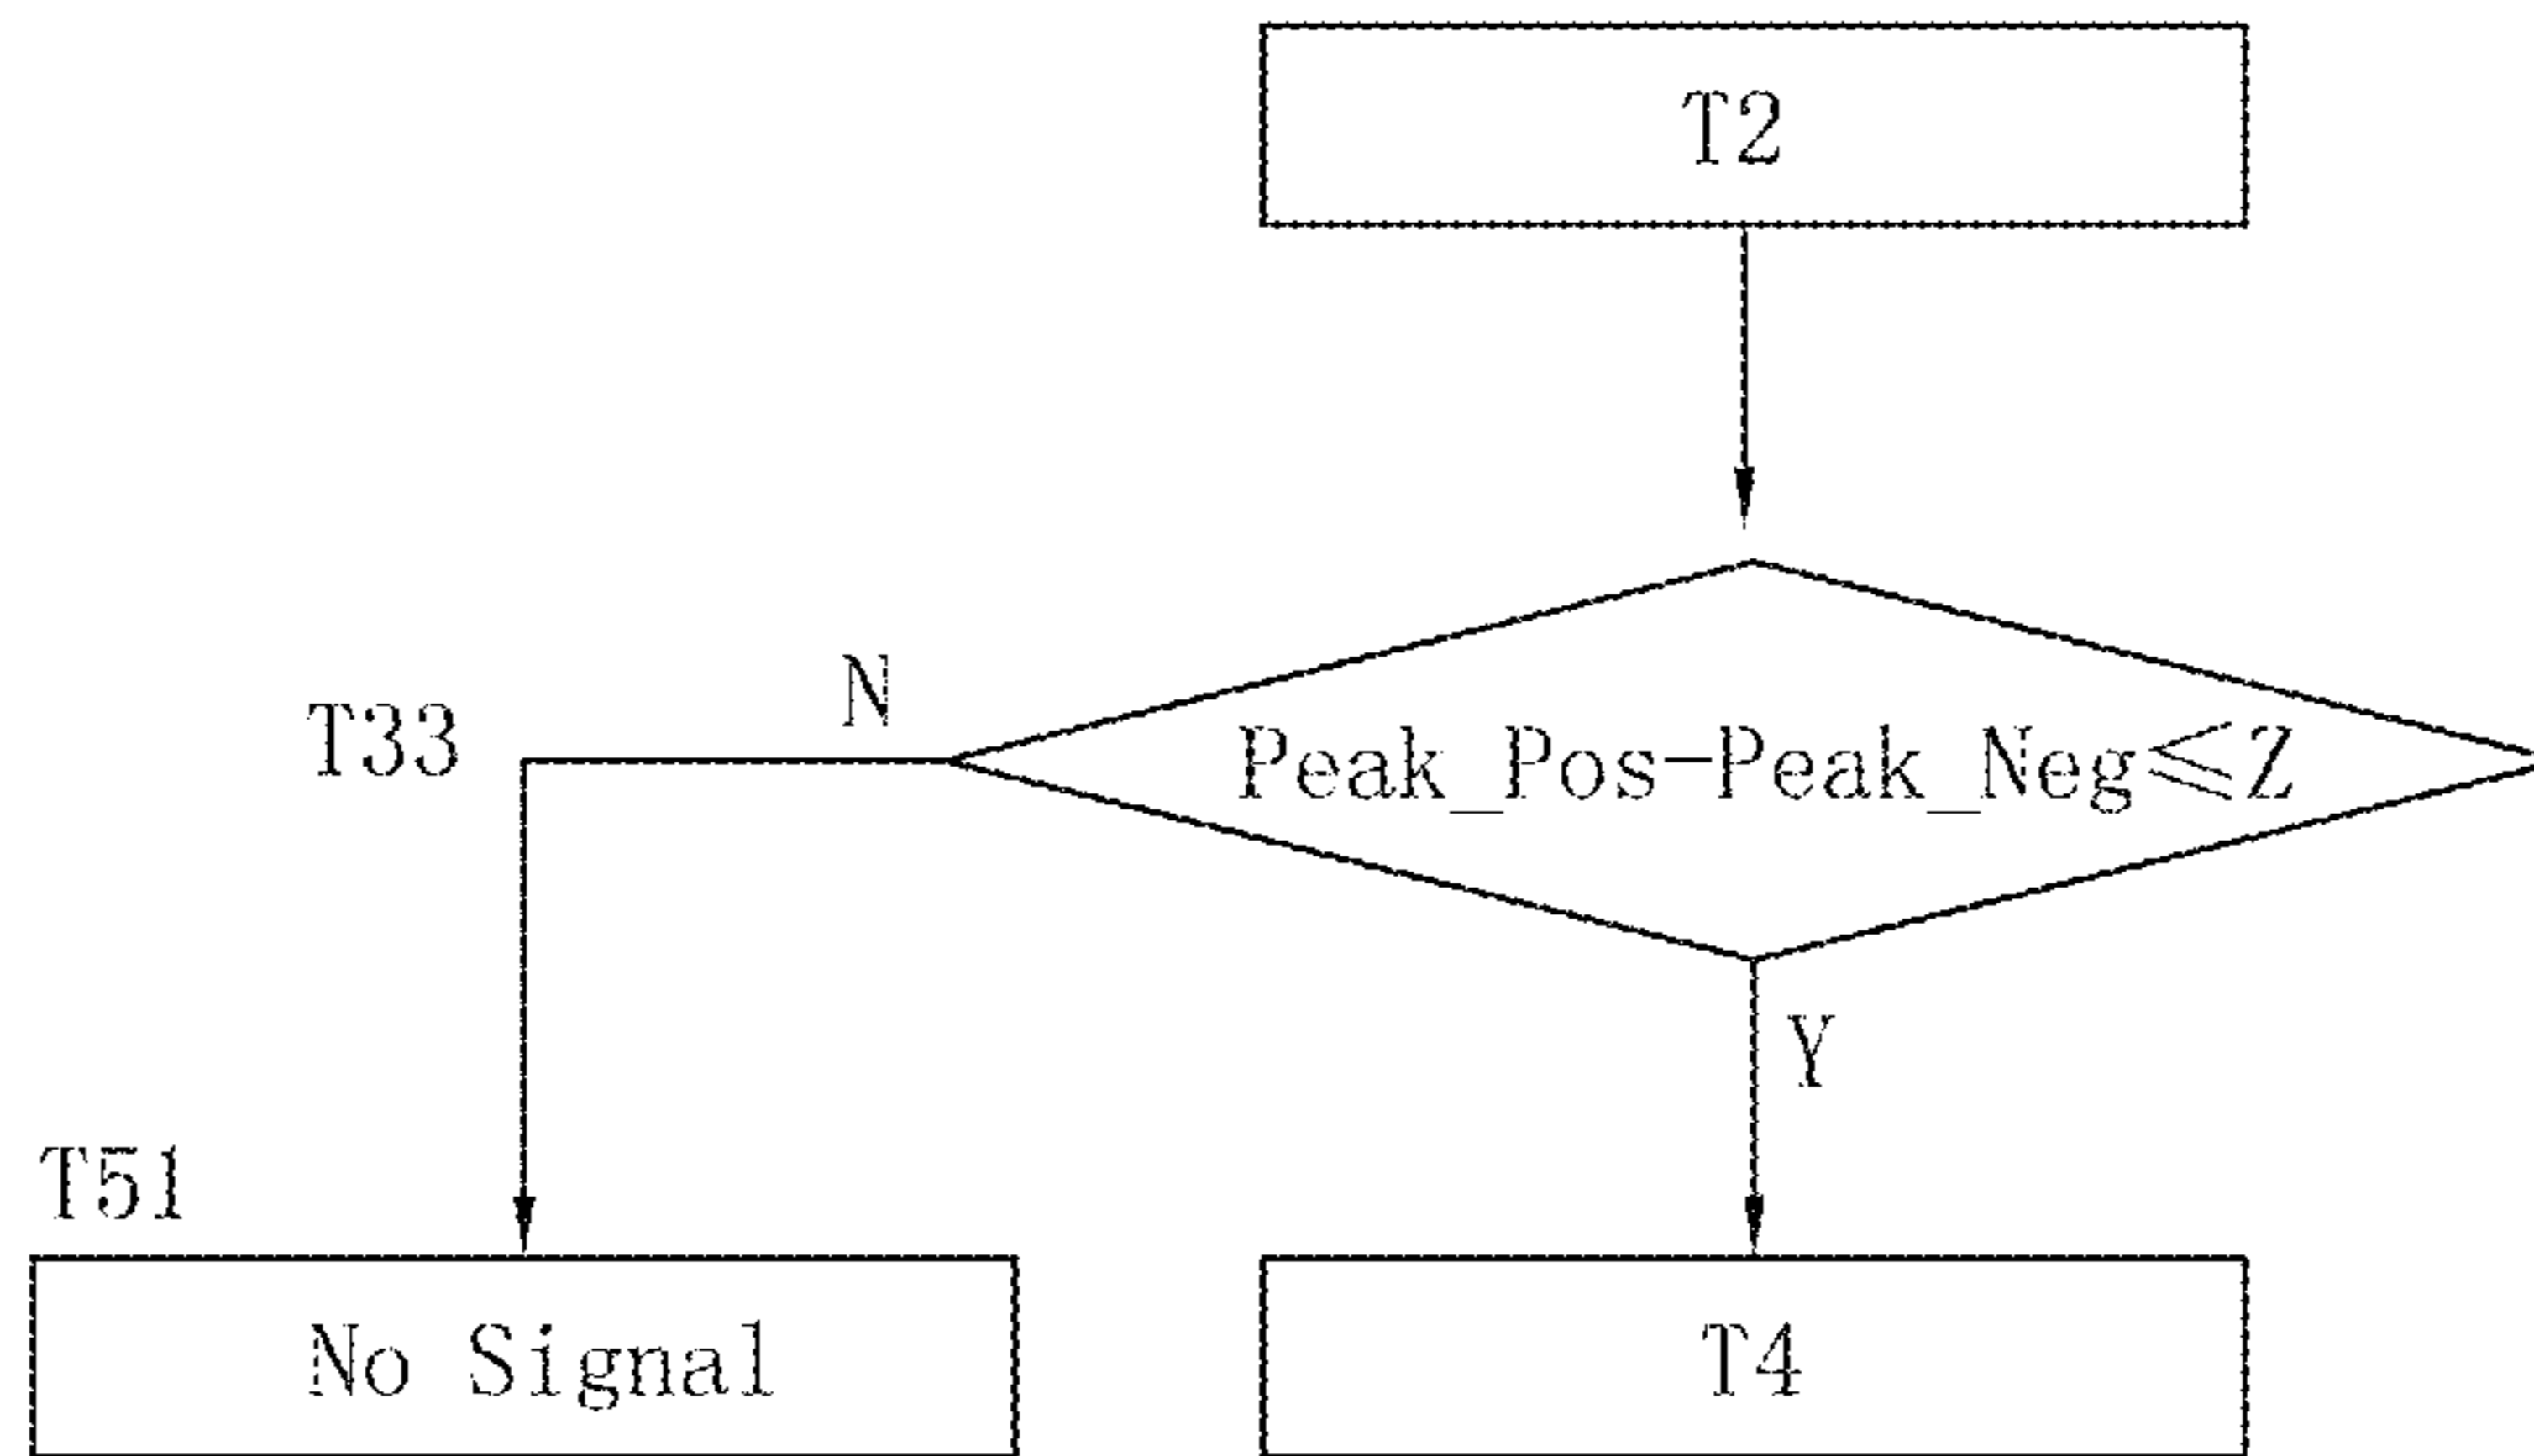 T2
N
T33
Peak_Pos-Peak_Neg≤Z
Y
T51
No Signal
T4